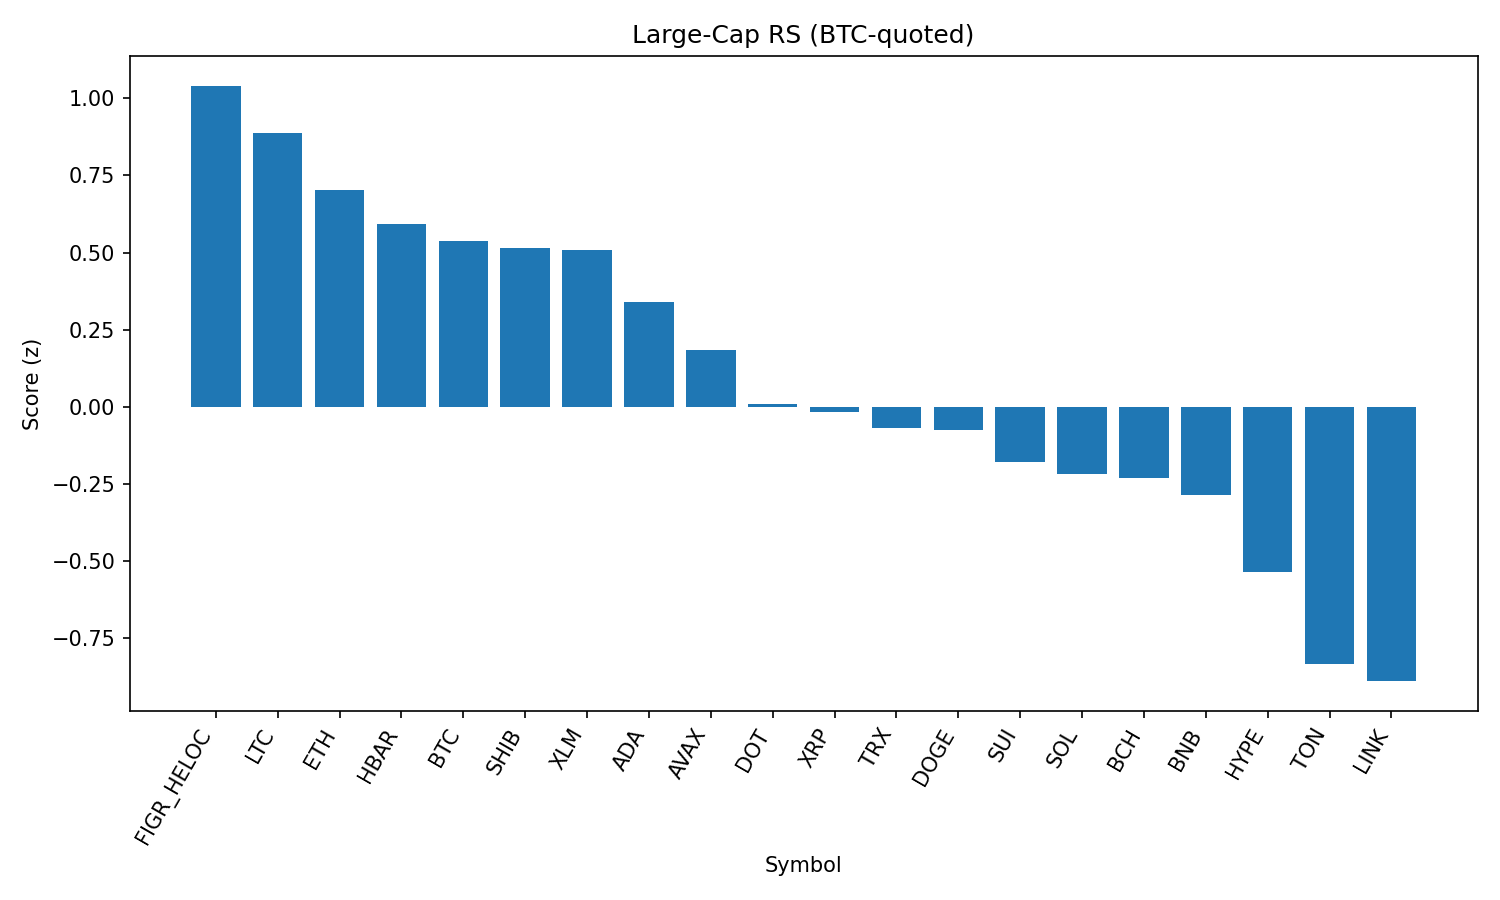 Large-Cap RS (BTC-quoted)
Score (z)
1.00
0.75
0.50
0.25
0.00
−0.25
−0.50
−0.75
FIGR_HELOC
LTC
ETH
HBAR
BTC
SHIB
XLM
ADA
AVAX
DOT
XRP
TRX
DOGE
SUI
SOL
BCH
BNB
HYPE
TON
LINK
Symbol